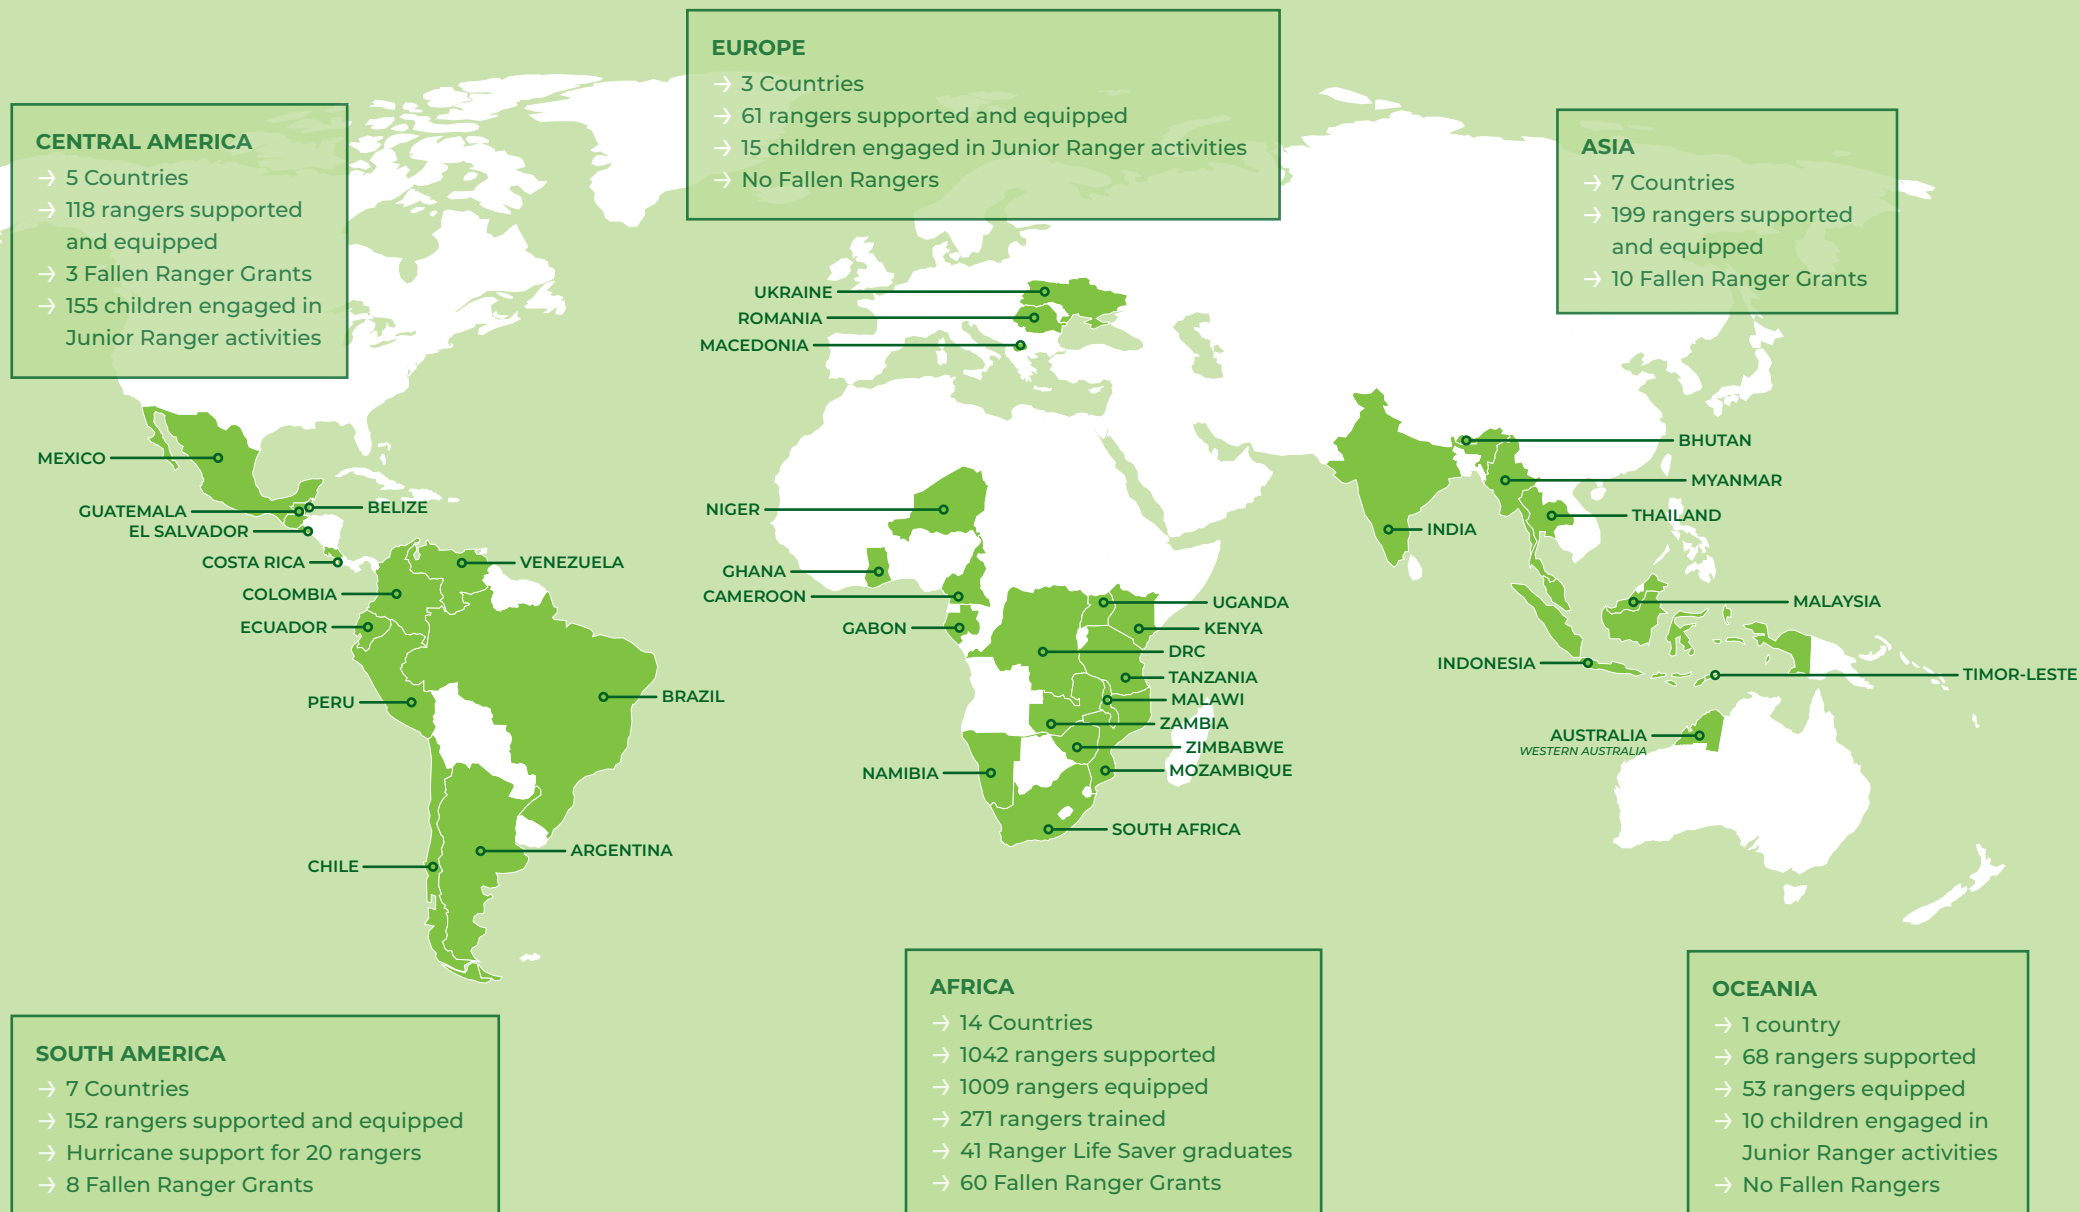 EUROPE
→ 3 Countries
→ 61 rangers supported and equipped
→ 15 children engaged in Junior Ranger activities
→ No Fallen Rangers
CENTRAL AMERICA
→ 5 Countries
→ 118 rangers supported
and equipped
→ 3 Fallen Ranger Grants
→ 155 children engaged in
Junior Ranger activities
ASIA
→ 7 Countries
→ 199 rangers supported
and equipped
→ 10 Fallen Ranger Grants
UKRAINE
ROMANIA
MACEDONIA
MEXICO
GUATEMALA
BELIZE
EL SALVADOR
COSTA RICA
VENEZUELA
COLOMBIA
ECUADOR
PERU
BRAZIL
CHILE
ARGENTINA
NIGER
GHANA
CAMEROON
GABON
UGANDA
KENYA
DRC
TANZANIA
MALAWI
ZAMBIA
ZIMBABWE
NAMIBIA
MOZAMBIQUE
SOUTH AFRICA
BHUTAN
MYANMAR
THAILAND
INDIA
MALAYSIA
INDONESIA
TIMOR-LESTE
AUSTRALIA
WESTERN AUSTRALIA
SOUTH AMERICA
→ 7 Countries
→ 152 rangers supported and equipped
→ Hurricane support for 20 rangers
→ 8 Fallen Ranger Grants
AFRICA
→ 14 Countries
→ 1042 rangers supported
→ 1009 rangers equipped
→ 271 rangers trained
→ 41 Ranger Life Saver graduates
→ 60 Fallen Ranger Grants
OCEANIA
→ 1 country
→ 68 rangers supported
→ 53 rangers equipped
→ 10 children engaged in
Junior Ranger activities
→ No Fallen Rangers